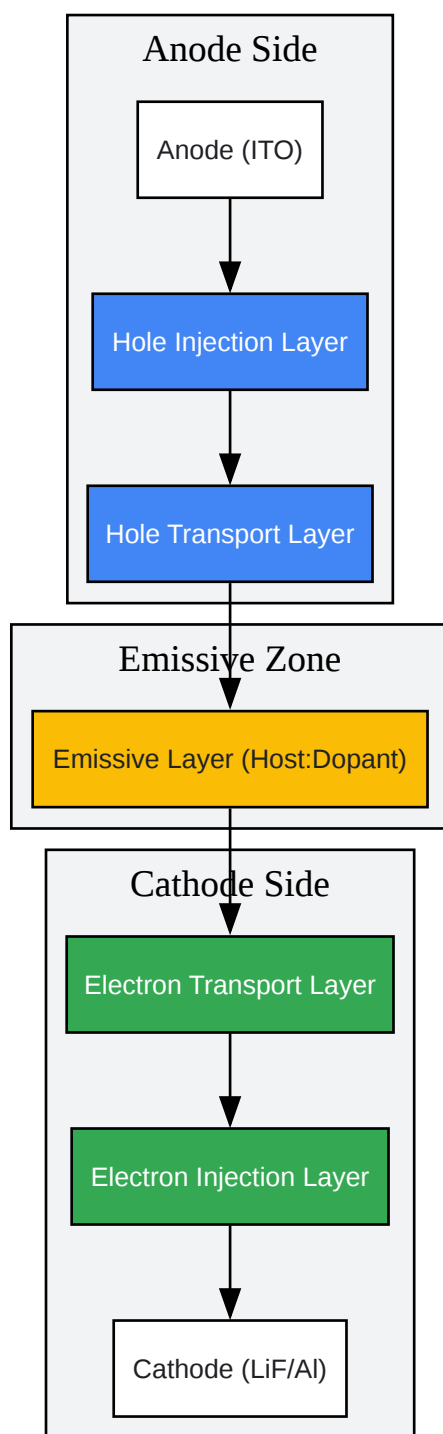 Anode Side
Anode (ITO)
Hole Injection Layer
Hole Transport Layer
Emissive Zone
Emissive Layer (Host:Dopant)
Cathode Side
Electron Transport Layer
Electron Injection Layer
Cathode (LiF/Al)